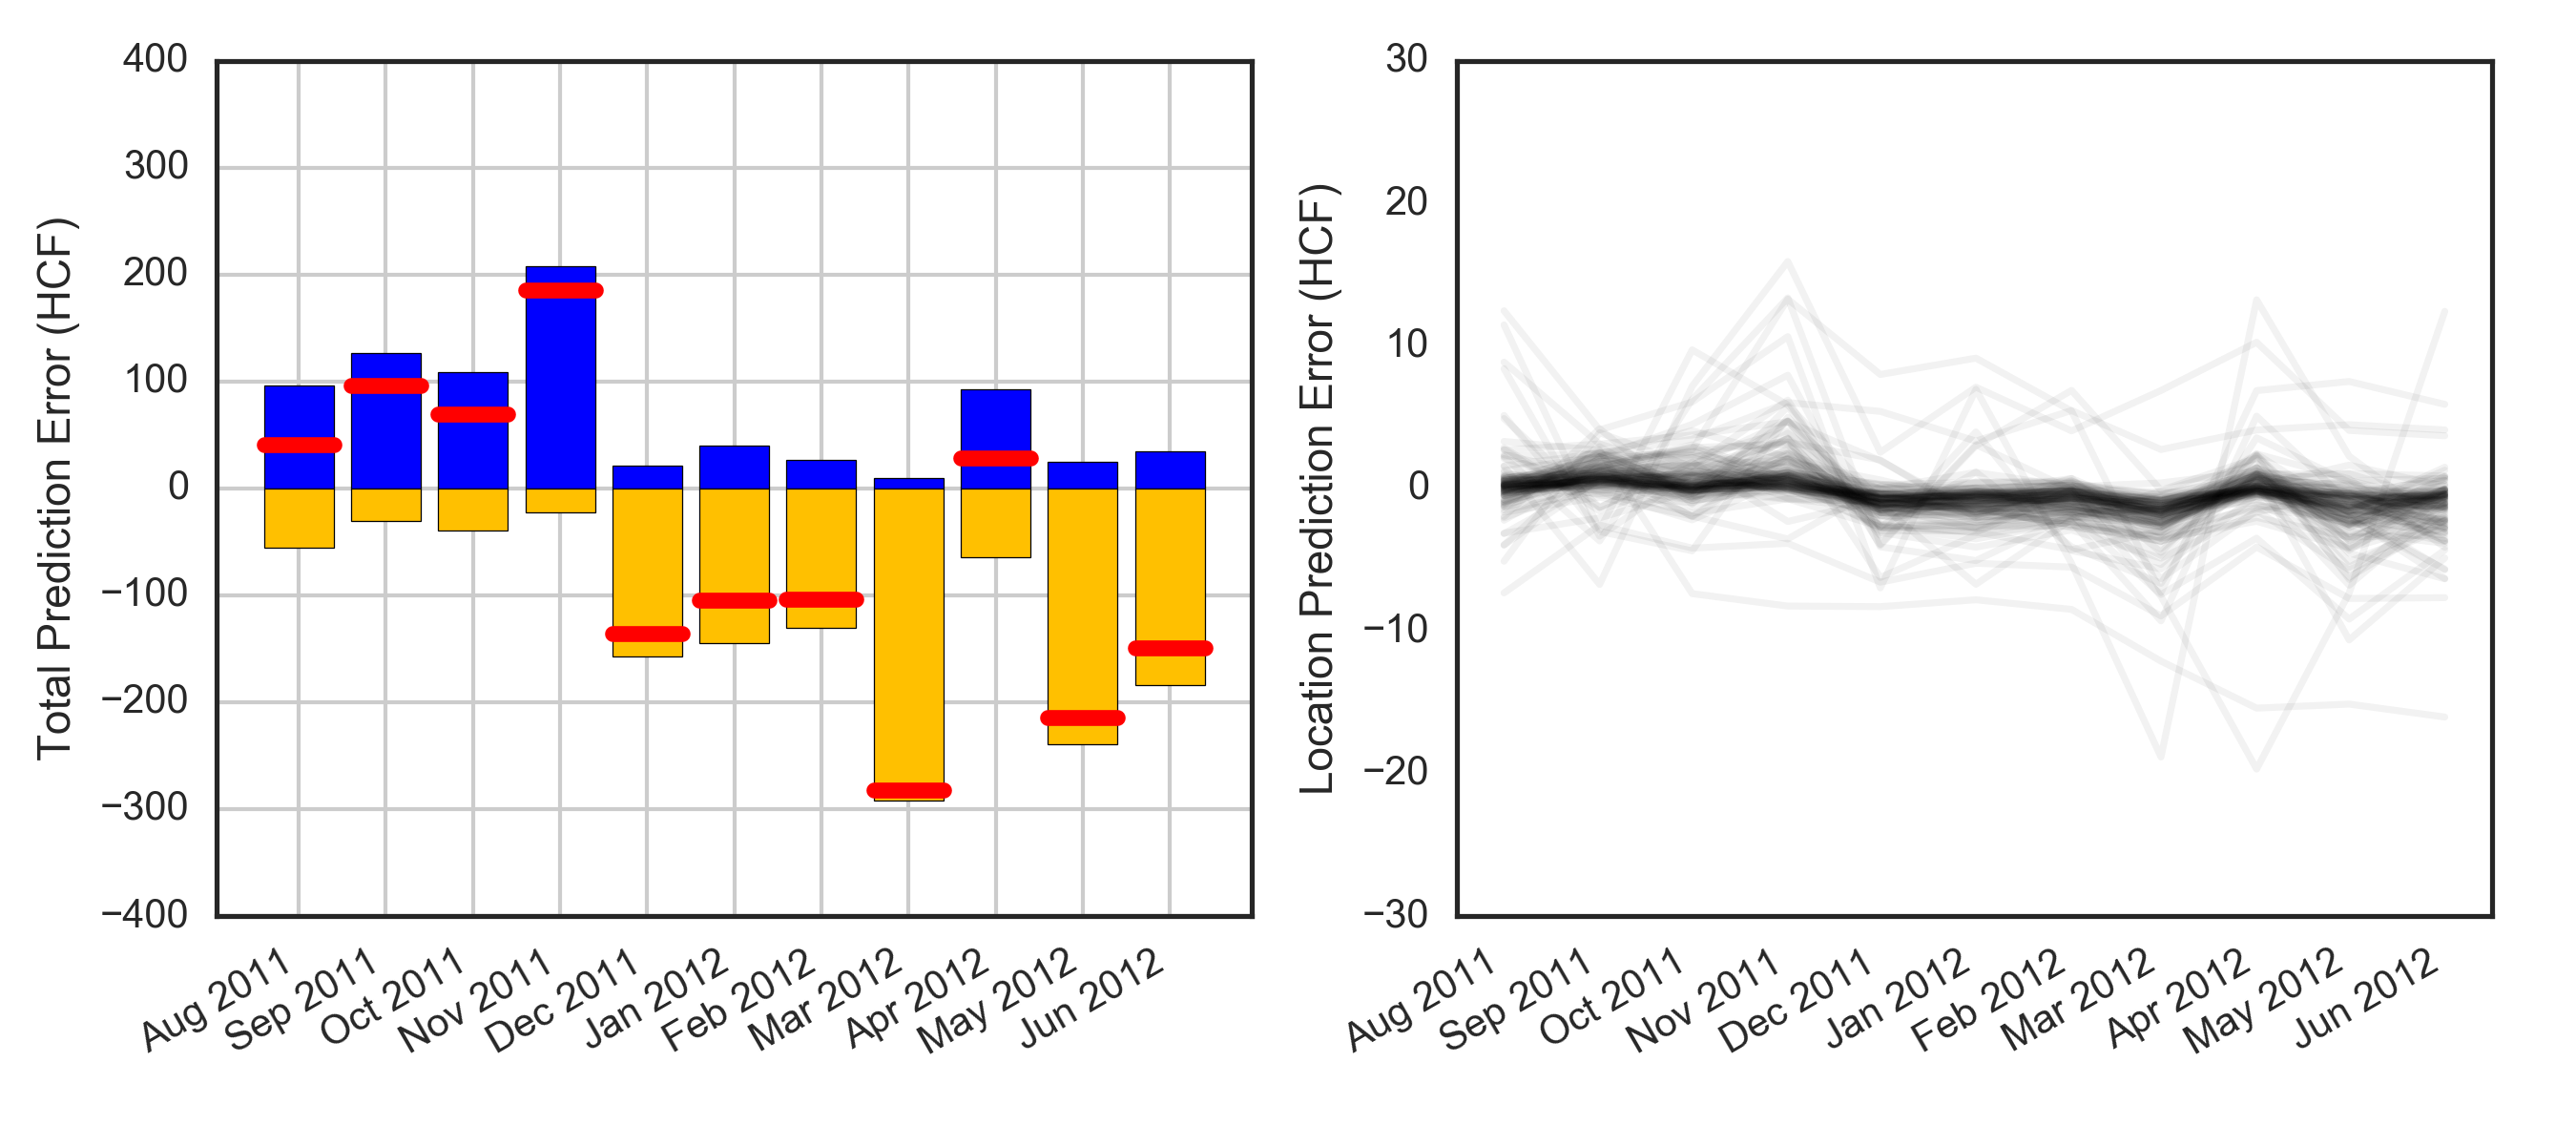 Total Prediction Error (HCF)
400
300
200
100
0
−100
−200
−300
−400
Aug 2011
Sep 2011
Oct 2011
Nov 2011
Dec 2011
Jan 2012
Feb 2012
Mar 2012
Apr 2012
May 2012
Jun 2012
Location Prediction Error (HCF)
30
20
10
0
−10
−20
−30
Aug 2011
Sep 2011
Oct 2011
Nov 2011
Dec 2011
Jan 2012
Feb 2012
Mar 2012
Apr 2012
May 2012
Jun 2012